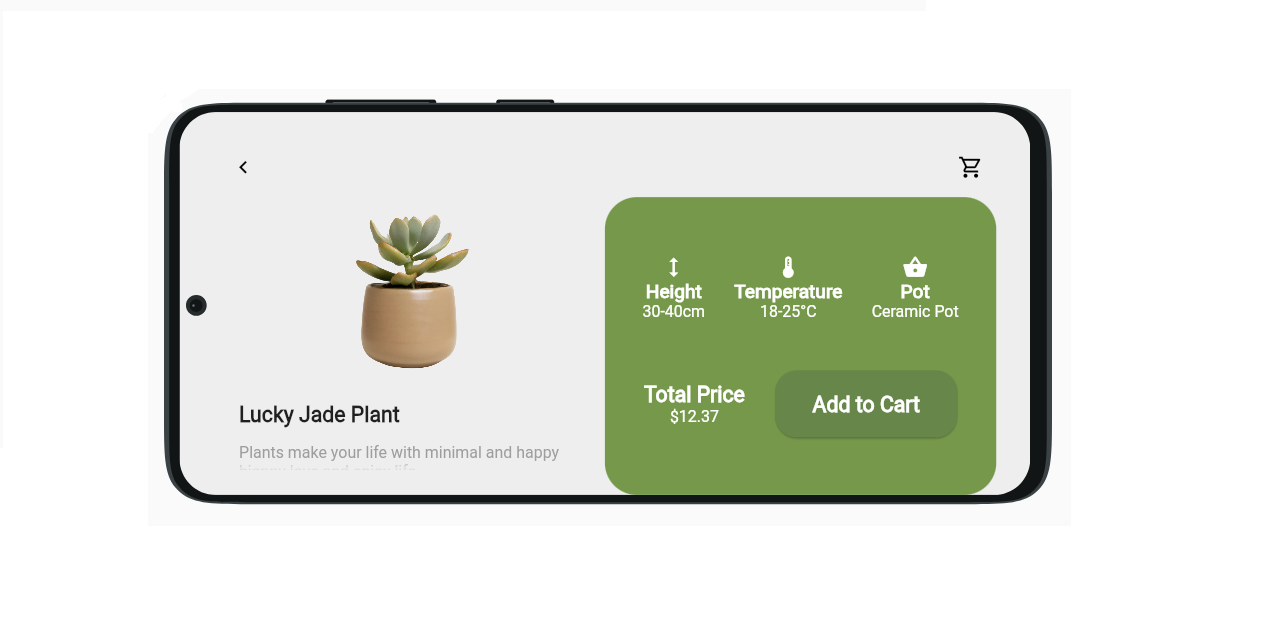 Lucky Jade Plant
Plants make your life with minimal and happy
Height
30-40cm
Temperature
18-25°C
Pot
Ceramic Pot
Total Price
$12.37
Add to Cart